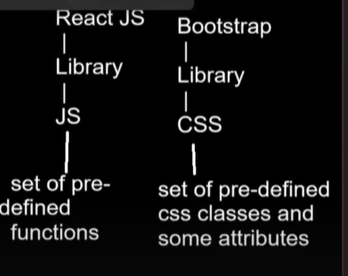 React JS
|
Library
|
JS
|
set of pre-
defined
functions
Bootstrap
|
Library
|
CSS
|
set of pre-defined
css classes and
some attributes